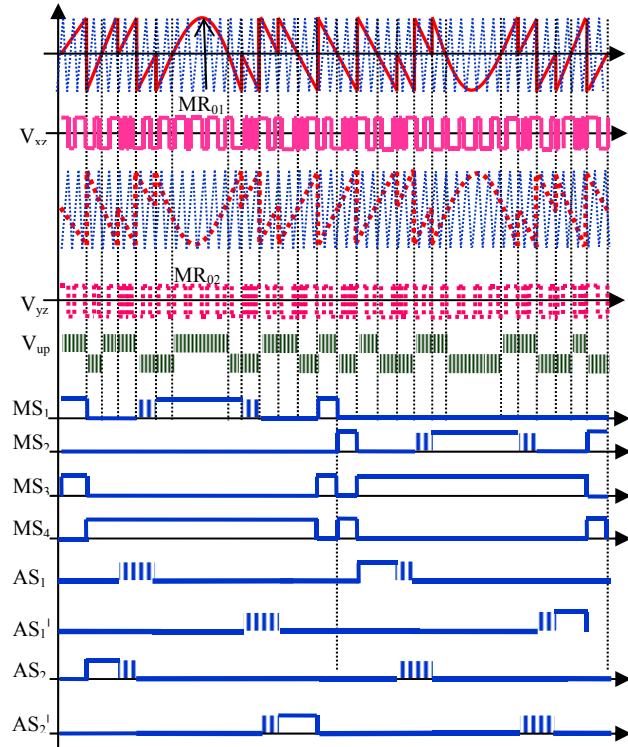 MR₀₁
Vxz
MR₀₂
Vyz
Vup
MS₁
MS₂
MS₃
MS₄
AS₁
AS₁ˡ
AS₂
AS₂ˡ